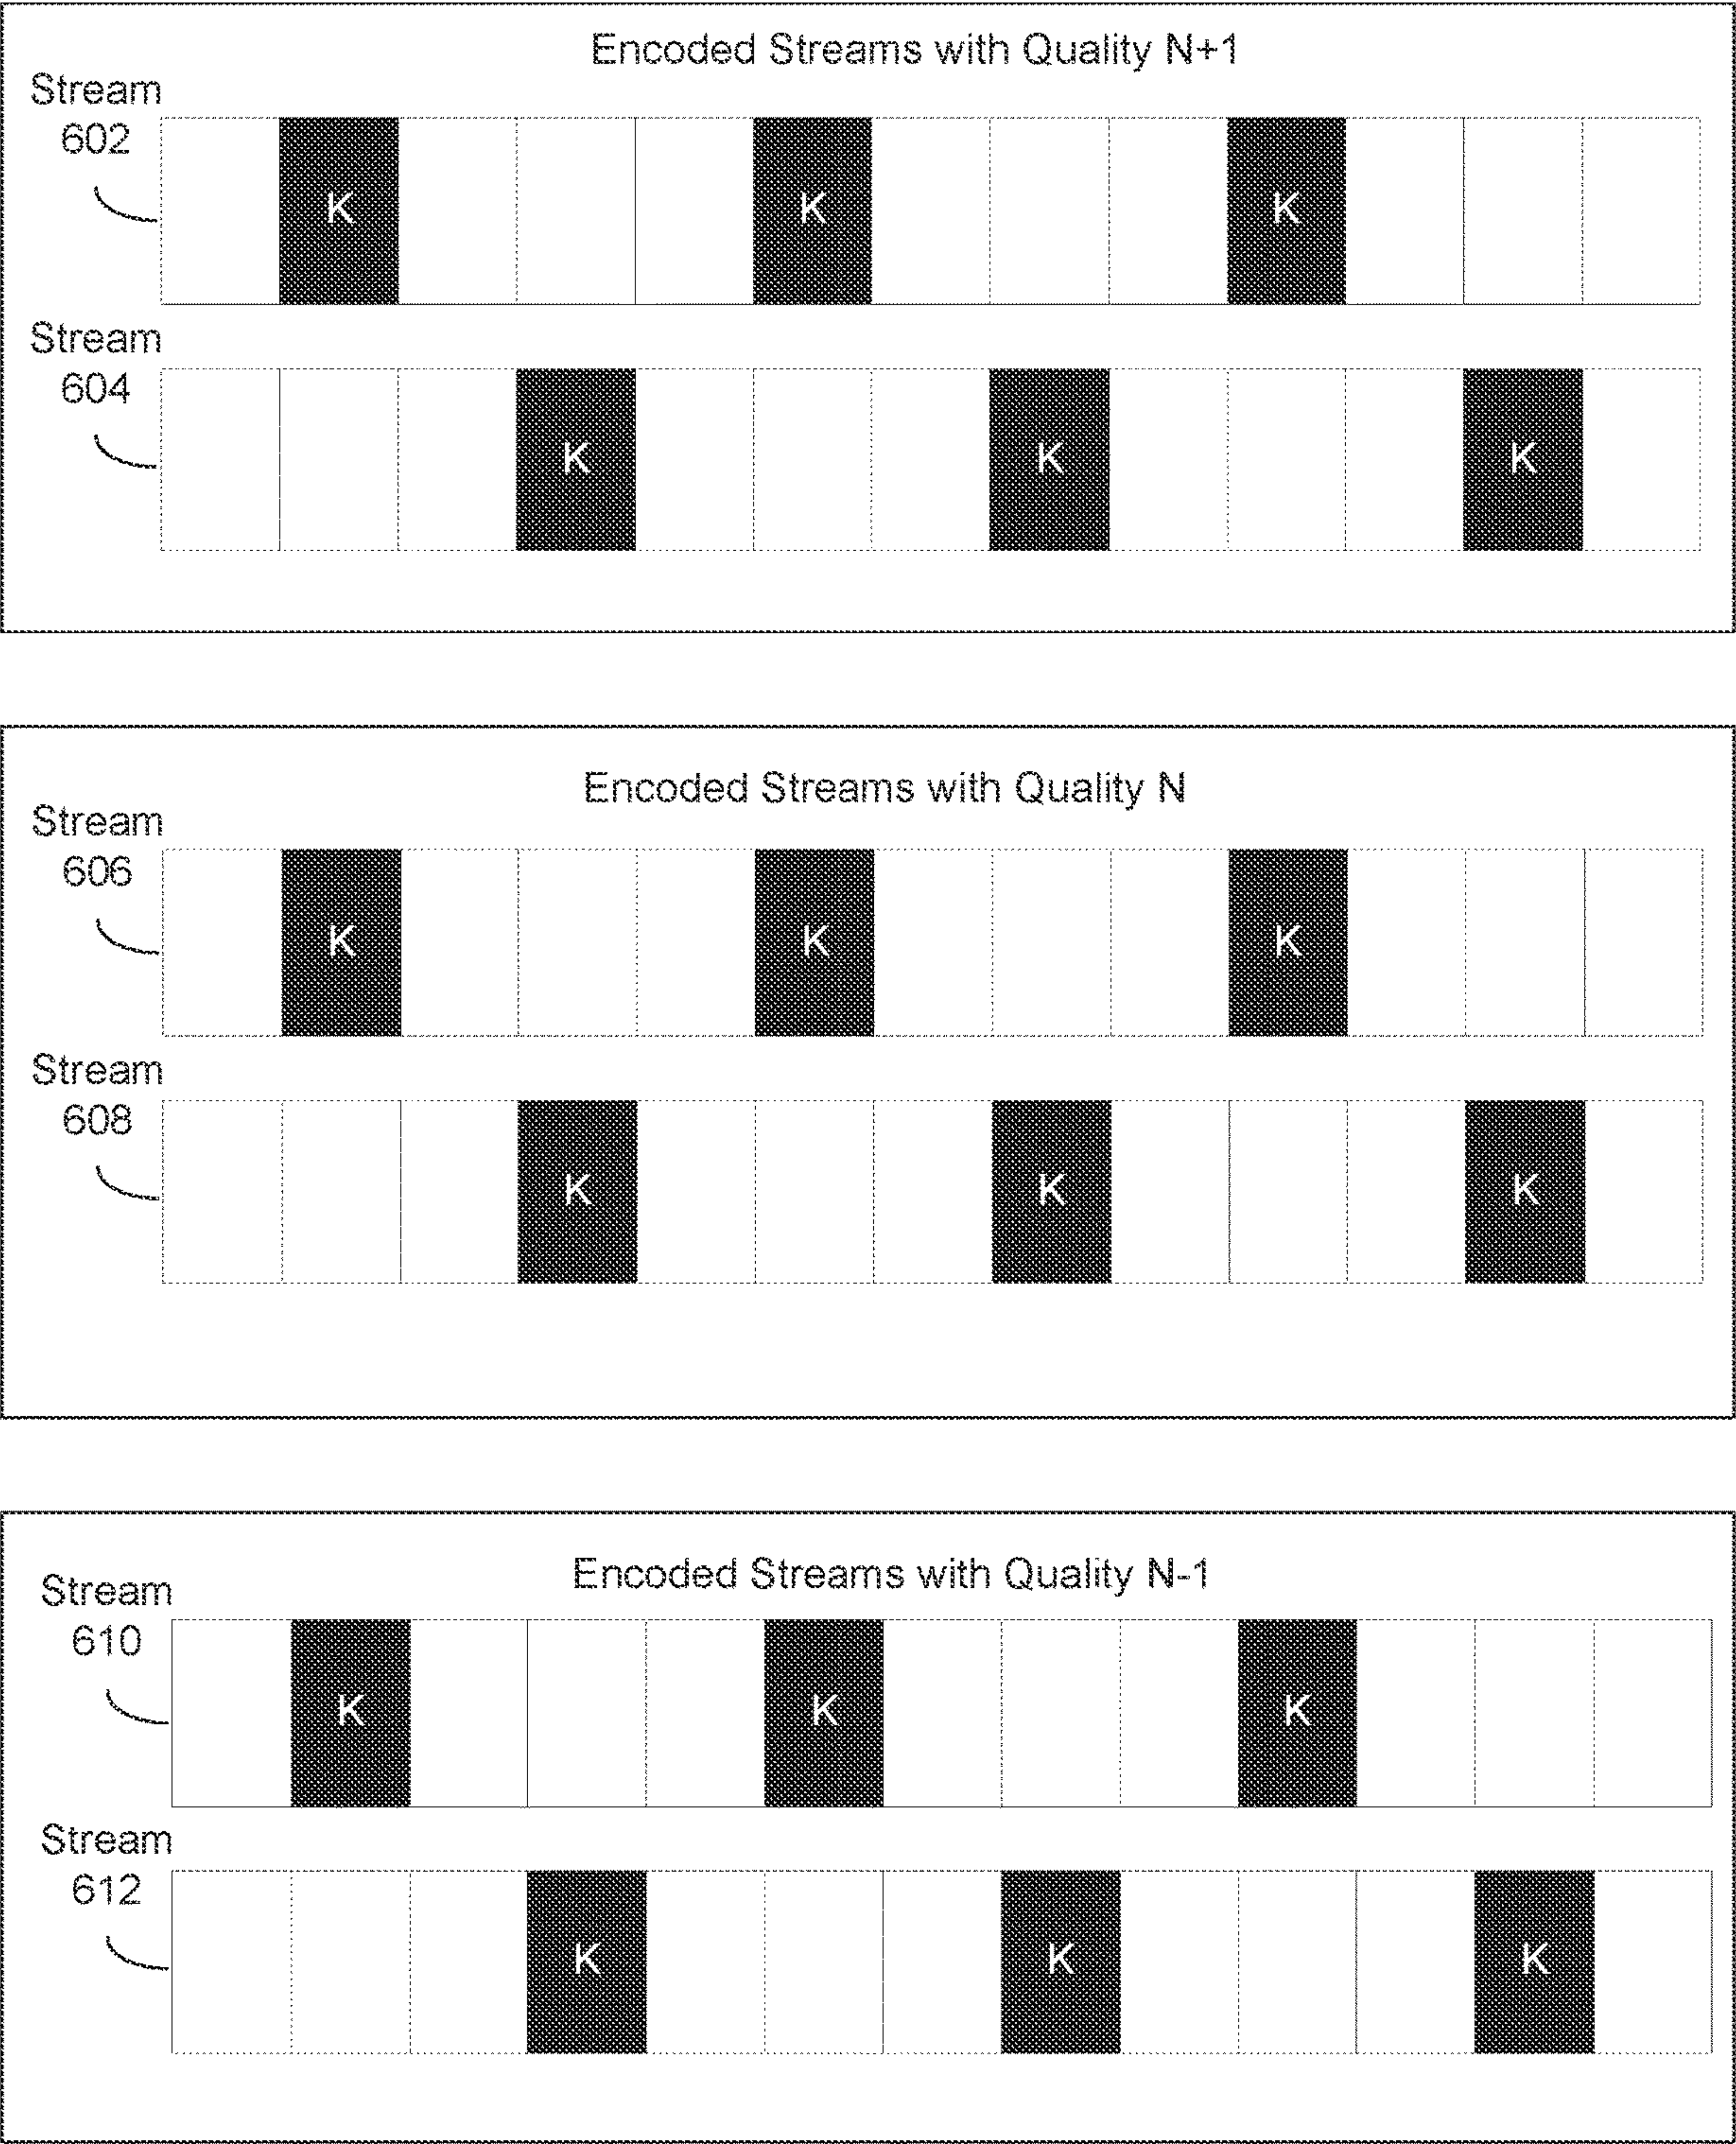 Encoded Streams with Quality N+1
Stream
602
K K K
Stream
604
K K K
Encoded Streams with Quality N
Stream
606
K K K
Stream
608
K K K
Encoded Streams with Quality N-1
Stream
610
K K K
Stream
612
K K K